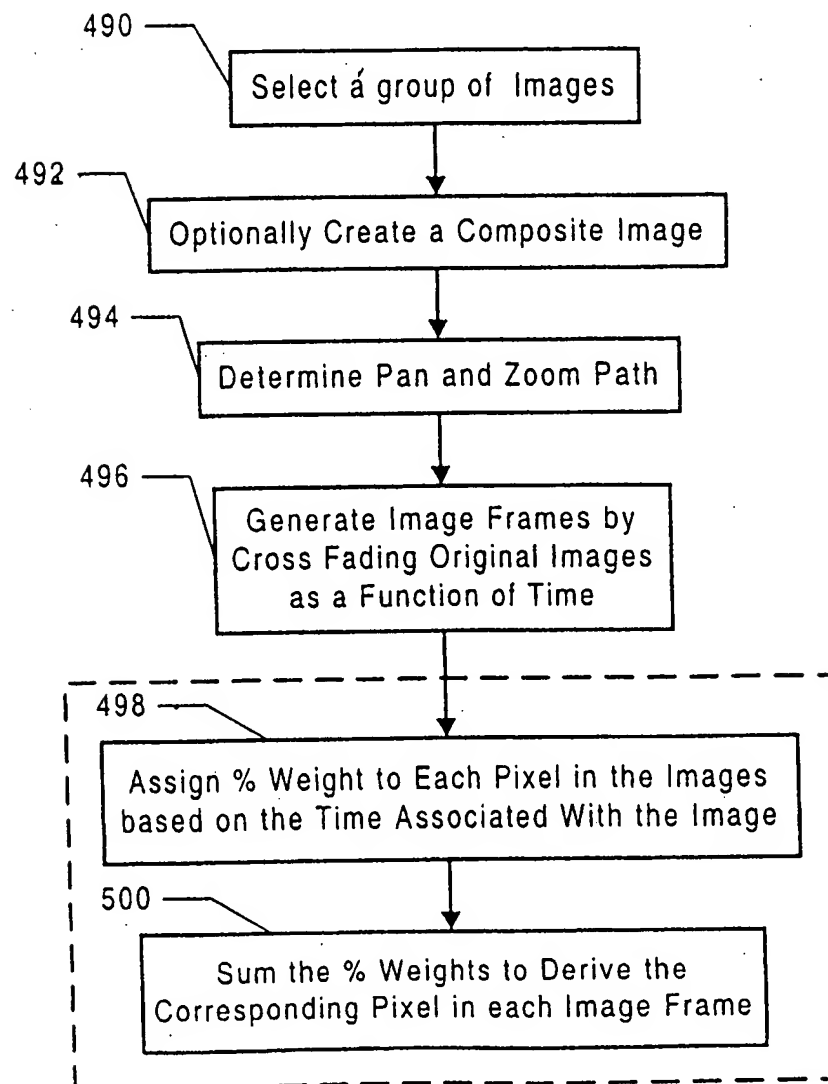 490
Select á group of Images
492
Optionally Create a Composite Image
494
Determine Pan and Zoom Path
496
Generate Image Frames by
Cross Fading Original Images
as a Function of Time
498
Assign % Weight to Each Pixel in the Images
based on the Time Associated With the Image
500
Sum the % Weights to Derive the
Corresponding Pixel in each Image Frame